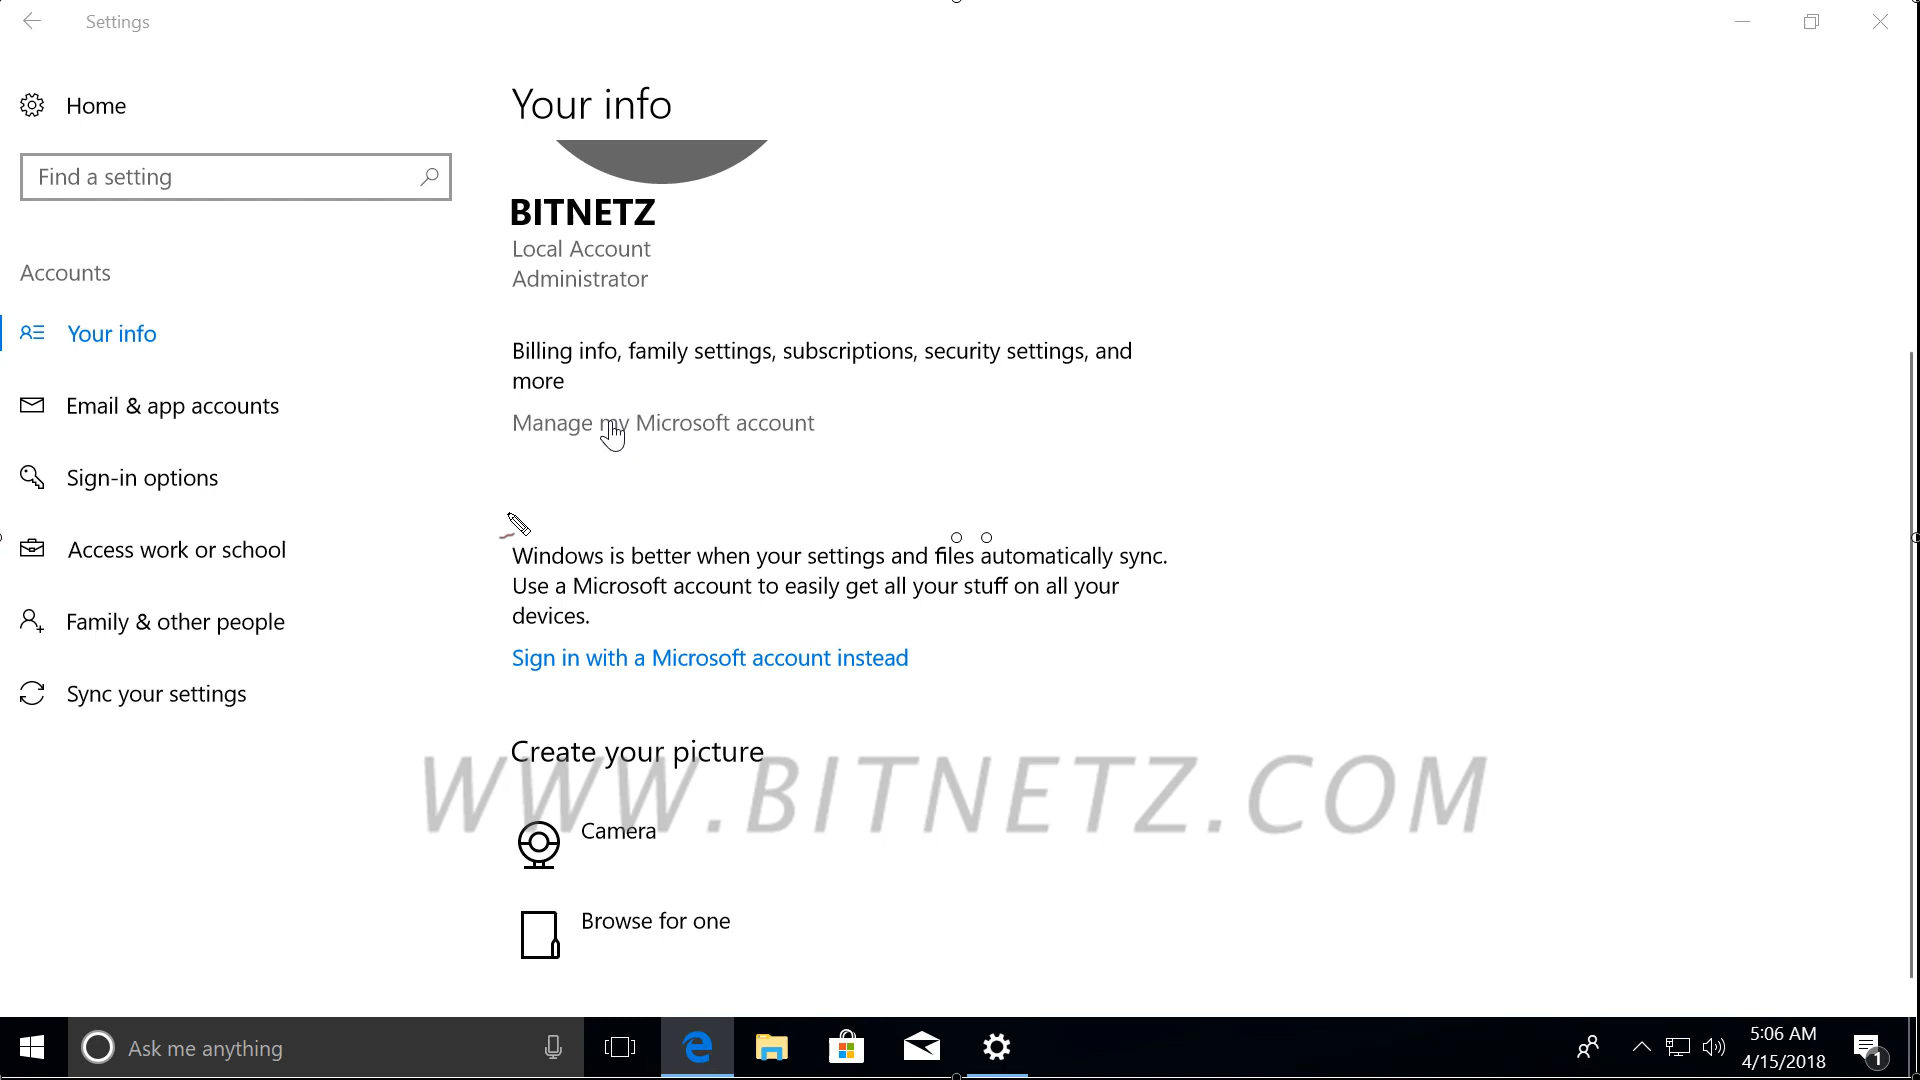 Settings
Home
Your info
Find a setting
BITNETZ
Local Account
Administrator
Accounts
Your info
Billing info, family settings, subscriptions, security settings, and
more
Email & app accounts
Manage my Microsoft account
Sign-in options
Access work or school
Windows is better when your settings and files automatically sync.
Use a Microsoft account to easily get all your stuff on all your
devices.
Family & other people
Sign in with a Microsoft account instead
Sync your settings
Create your picture
WWW.BITNETZ.COM
Camera
Browse for one
Ask me anything
5:06 AM
4/15/2018
1